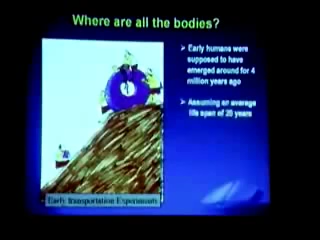 Where are all the bodies?
Early humans were
supposed to have
emerged around for 4
million years ago
Assuming an average
life span of 25 years
Early transportation Experiments